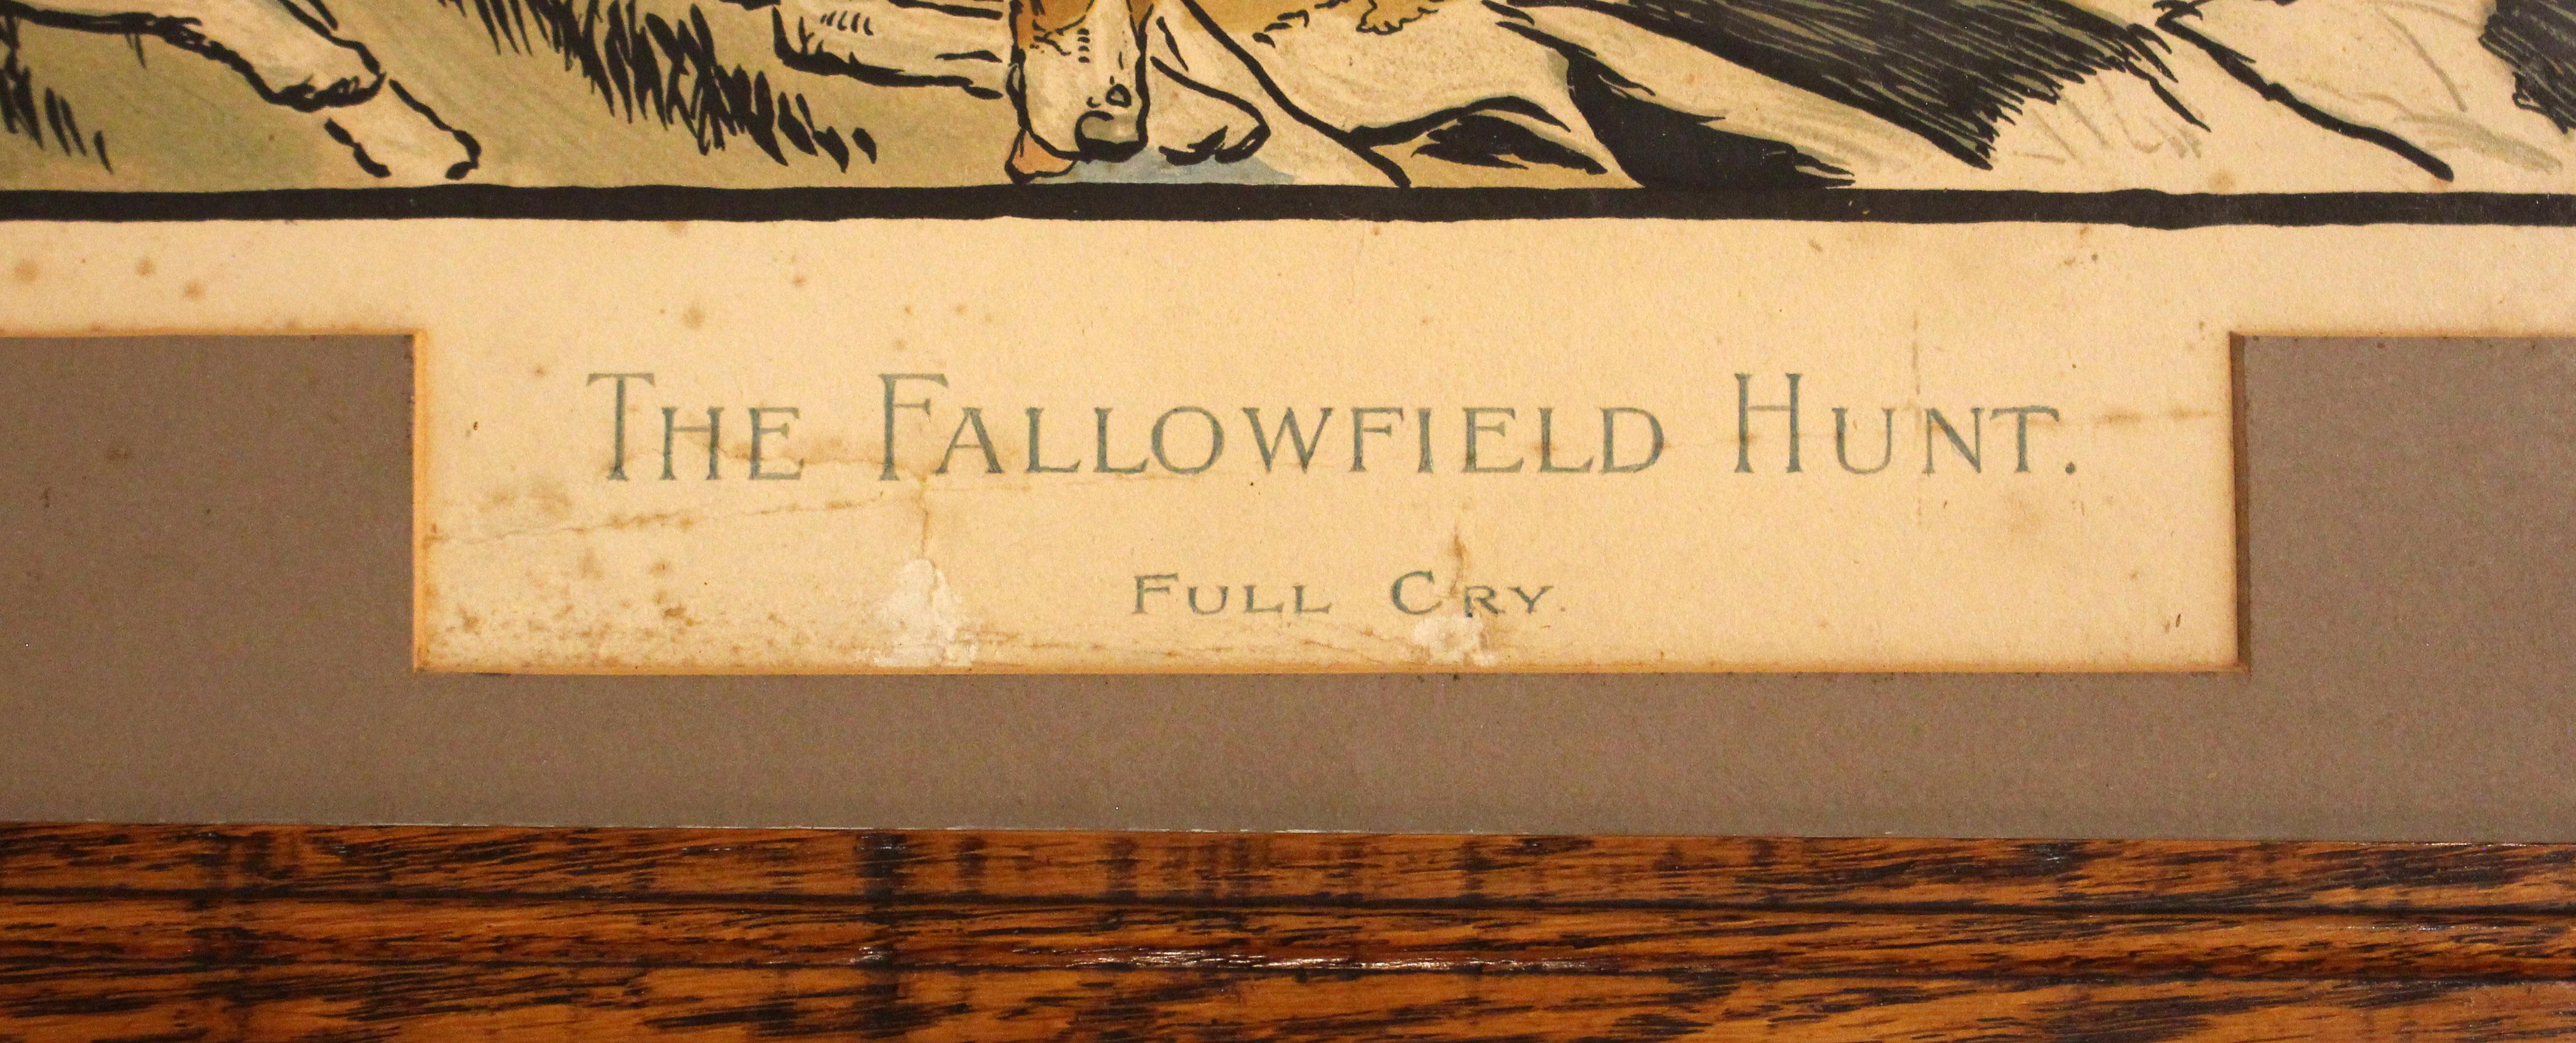 The Fallowfield Hunt.
Full Cry.